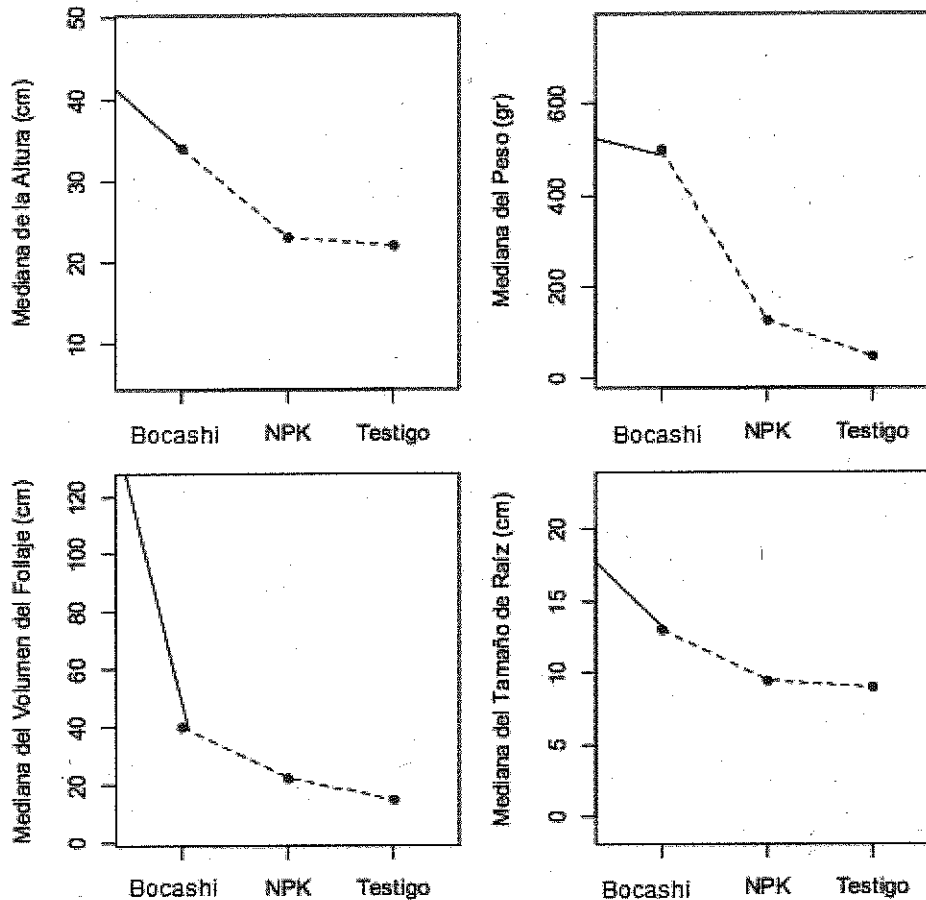 Mediana de la Altura (cm)
50
40
30
20
10
Bocashi NPK Testigo
Mediana del Peso (gr)
600
400
200
0
Bocashi NPK Testigo
Mediana del Volumen del Follaje (cm)
120
100
80
60
40
20
0
Bocashi NPK Testigo
Mediana del Tamaño de Raíz (cm)
20
15
10
5
0
Bocashi NPK Testigo